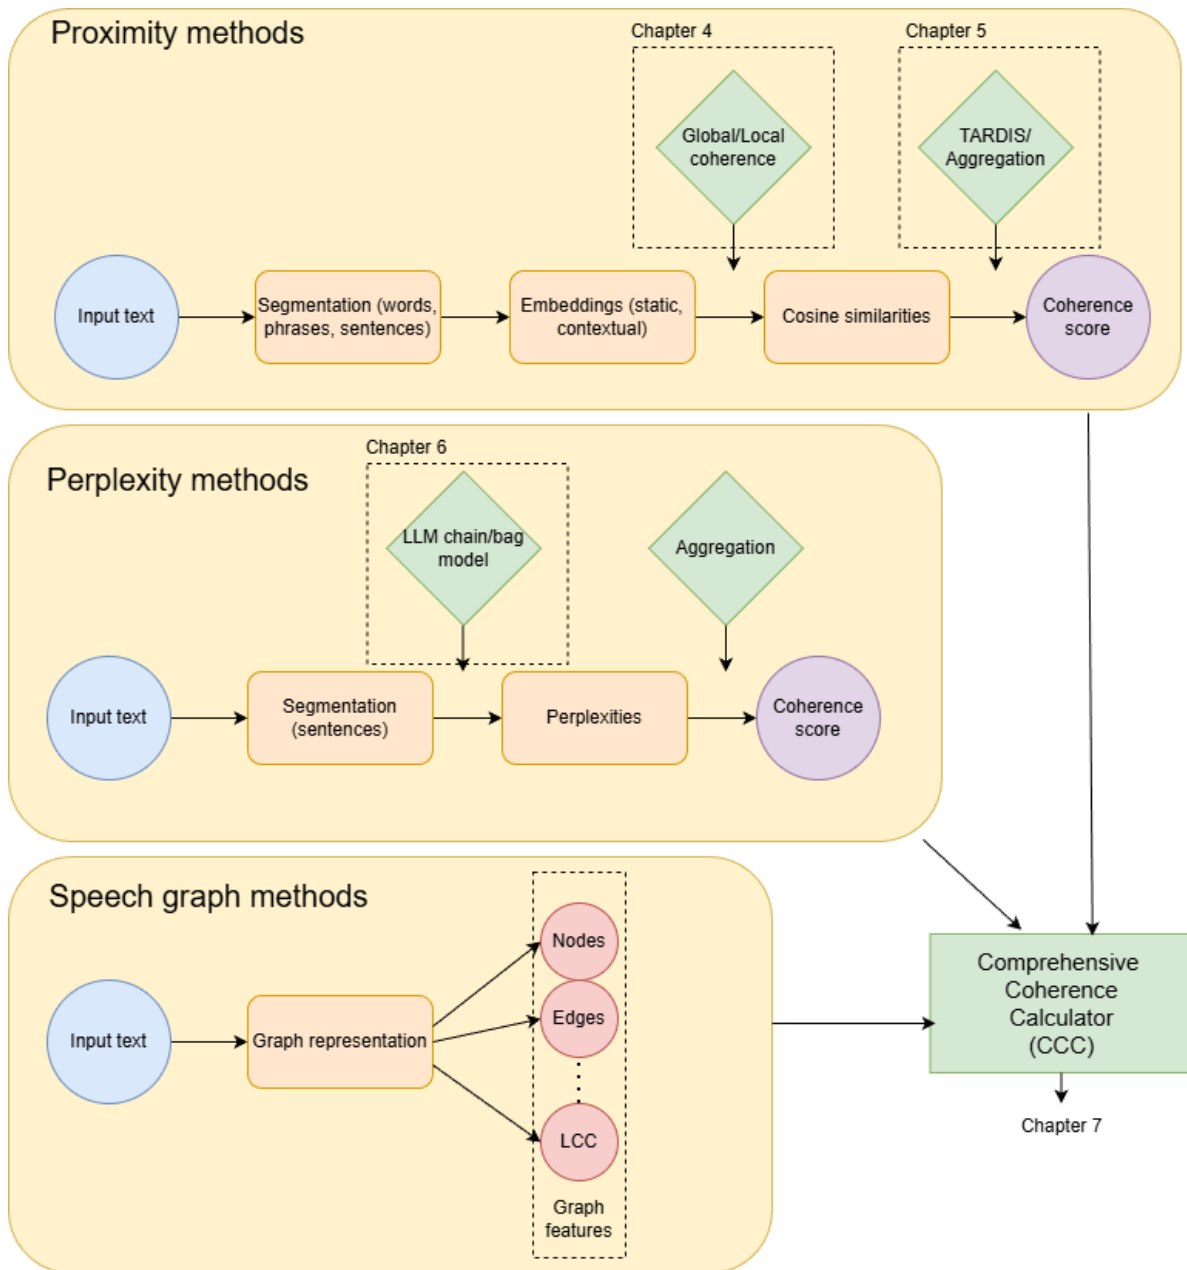 Proximity methods
Chapter 4
Chapter 5
Global/Local
coherence
TARDIS/
Aggregation
Input text
Segmentation (words,
phrases, sentences)
Embeddings (static,
contextual)
Cosine similarities
Coherence
score
Perplexity methods
Chapter 6
LLM chain/bag
model
Aggregation
Input text
Segmentation
(sentences)
Perplexities
Coherence
score
Speech graph methods
Nodes
Edges
Input text
Graph representation
LCC
Graph
features
Comprehensive
Coherence
Calculator
(CCC)
Chapter 7